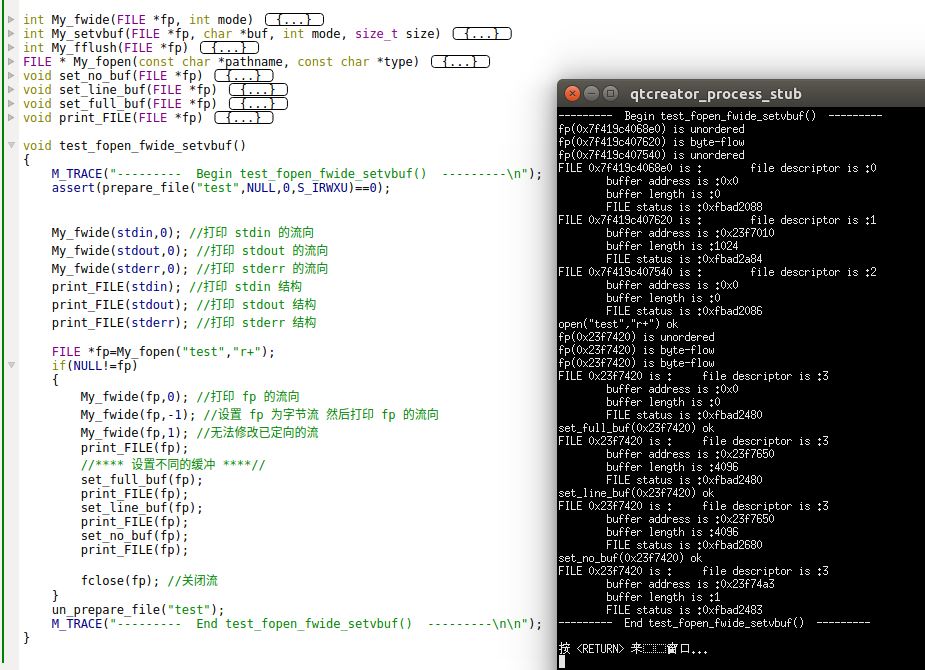 int My_fwide(FILE *fp, int mode) {...}
int My_setvbuf(FILE *fp, char *buf, int mode, size_t size) {...}
int My_fflush(FILE *fp) {...}
FILE * My_fopen(const char *pathname, const char *type) {...}
void set_no_buf(FILE *fp) {...}
void set_line_buf(FILE *fp) {...}
void set_full_buf(FILE *fp) {...}
void print_FILE(FILE *fp) {...}
void test_fopen_fwide_setvbuf()
{
M_TRACE("---------  Begin test_fopen_fwide_setvbuf()  ---------\n");
assert(prepare_file("test",NULL,0,S_IRWXU)==0);
My_fwide(stdin,0); //打印 stdin 的流向
My_fwide(stdout,0); //打印 stdout 的流向
My_fwide(stderr,0); //打印 stderr 的流向
print_FILE(stdin); //打印 stdin 结构
print_FILE(stdout); //打印 stdout 结构
print_FILE(stderr); //打印 stderr 结构
FILE *fp=My_fopen("test","r+");
if(NULL!=fp)
{
My_fwide(fp,0); //打印 fp 的流向
My_fwide(fp,-1); //设置 fp 为字节流 然后打印 fp 的流向
My_fwide(fp,1); //无法修改已定向的流
print_FILE(fp);
//**** 设置不同的缓冲 ****//
set_full_buf(fp);
print_FILE(fp);
set_line_buf(fp);
print_FILE(fp);
set_no_buf(fp);
print_FILE(fp);
fclose(fp); //关闭流
}
un_prepare_file("test");
M_TRACE("---------  End test_fopen_fwide_setvbuf()  ---------\n\n");
}
qtcreator_process_stub
---------  Begin test_fopen_fwide_setvbuf()  ---------
fp(0x7f419c4068e0) is unordered
fp(0x7f419c407620) is byte-flow
fp(0x7f419c407540) is unordered
FILE 0x7f419c4068e0 is :      file descriptor is :0
buffer address is :0x0
buffer length is :0
FILE status is :0xfbad2088
FILE 0x7f419c407620 is :      file descriptor is :1
buffer address is :0x23f7010
buffer length is :1024
FILE status is :0xfbad2a84
FILE 0x7f419c407540 is :      file descriptor is :2
buffer address is :0x0
buffer length is :0
FILE status is :0xfbad2086
open("test","r+") ok
fp(0x23f7420) is unordered
fp(0x23f7420) is byte-flow
fp(0x23f7420) is byte-flow
FILE 0x23f7420 is :     file descriptor is :3
buffer address is :0x0
buffer length is :0
FILE status is :0xfbad2480
set_full_buf(0x23f7420) ok
FILE 0x23f7420 is :     file descriptor is :3
buffer address is :0x23f7650
buffer length is :4096
FILE status is :0xfbad2480
set_line_buf(0x23f7420) ok
FILE 0x23f7420 is :     file descriptor is :3
buffer address is :0x23f7650
buffer length is :4096
FILE status is :0xfbad2680
set_no_buf(0x23f7420) ok
FILE 0x23f7420 is :     file descriptor is :3
buffer address is :0x23f74a3
buffer length is :1
FILE status is :0xfbad2483
---------  End test_fopen_fwide_setvbuf()  ---------
按 <RETURN> 来窗口...